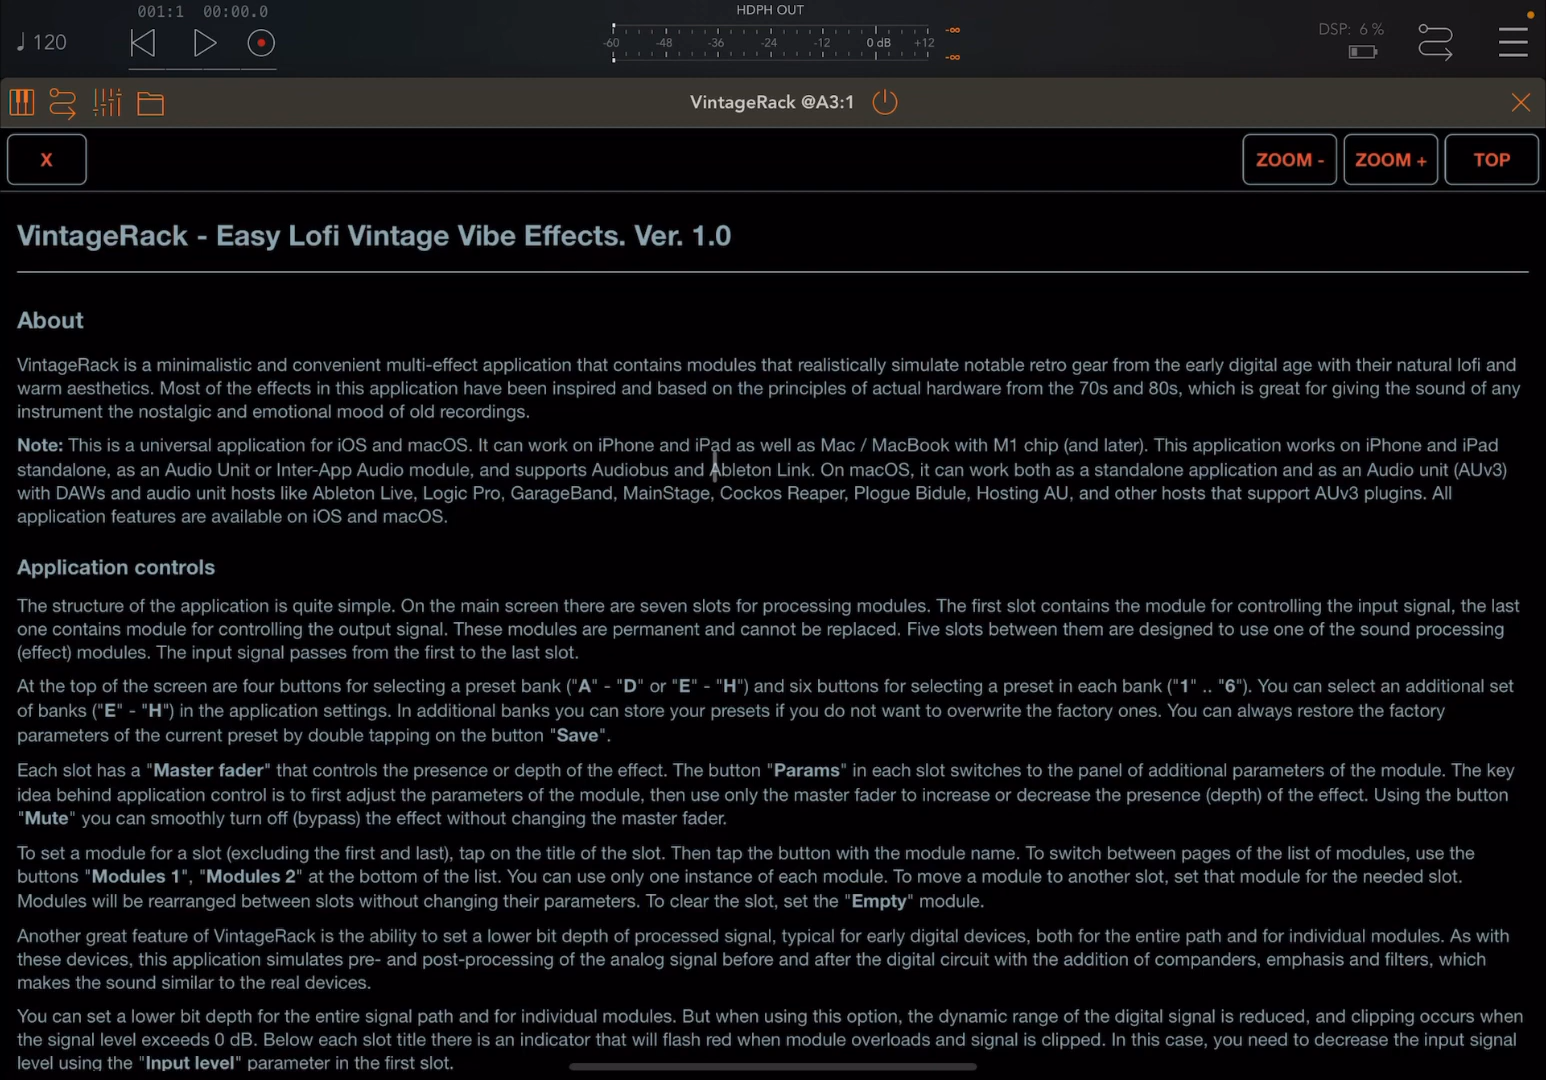 001:1 00:00.0
HDPH OUT
♩ 120
-60 -48 -36 -24 -12 0 dB +12
-∞
-∞
DSP: 6 %
VintageRack @A3:1
X
ZOOM - ZOOM + TOP
VintageRack - Easy Lofi Vintage Vibe Effects. Ver. 1.0
About
VintageRack is a minimalistic and convenient multi-effect application that contains modules that realistically simulate notable retro gear from the early digital age with their natural lofi and
warm aesthetics. Most of the effects in this application have been inspired and based on the principles of actual hardware from the 70s and 80s, which is great for giving the sound of any
instrument the nostalgic and emotional mood of old recordings.
Note: This is a universal application for iOS and macOS. It can work on iPhone and iPad as well as Mac / MacBook with M1 chip (and later). This application works on iPhone and iPad
standalone, as an Audio Unit or Inter-App Audio module, and supports Audiobus and Ableton Link. On macOS, it can work both as a standalone application and as an Audio unit (AUv3)
with DAWs and audio unit hosts like Ableton Live, Logic Pro, GarageBand, MainStage, Cockos Reaper, Plogue Bidule, Hosting AU, and other hosts that support AUv3 plugins. All
application features are available on iOS and macOS.
Application controls
The structure of the application is quite simple. On the main screen there are seven slots for processing modules. The first slot contains the module for controlling the input signal, the last
one contains module for controlling the output signal. These modules are permanent and cannot be replaced. Five slots between them are designed to use one of the sound processing
(effect) modules. The input signal passes from the first to the last slot.
At the top of the screen are four buttons for selecting a preset bank ("A" - "D" or "E" - "H") and six buttons for selecting a preset in each bank ("1" .. "6"). You can select an additional set
of banks ("E" - "H") in the application settings. In additional banks you can store your presets if you do not want to overwrite the factory ones. You can always restore the factory
parameters of the current preset by double tapping on the button "Save".
Each slot has a "Master fader" that controls the presence or depth of the effect. The button "Params" in each slot switches to the panel of additional parameters of the module. The key
idea behind application control is to first adjust the parameters of the module, then use only the master fader to increase or decrease the presence (depth) of the effect. Using the button
"Mute" you can smoothly turn off (bypass) the effect without changing the master fader.
To set a module for a slot (excluding the first and last), tap on the title of the slot. Then tap the button with the module name. To switch between pages of the list of modules, use the
buttons "Modules 1", "Modules 2" at the bottom of the list. You can use only one instance of each module. To move a module to another slot, set that module for the needed slot.
Modules will be rearranged between slots without changing their parameters. To clear the slot, set the "Empty" module.
Another great feature of VintageRack is the ability to set a lower bit depth of processed signal, typical for early digital devices, both for the entire path and for individual modules. As with
these devices, this application simulates pre- and post-processing of the analog signal before and after the digital circuit with the addition of companders, emphasis and filters, which
makes the sound similar to the real devices.
You can set a lower bit depth for the entire signal path and for individual modules. But when using this option, the dynamic range of the digital signal is reduced, and clipping occurs when
the signal level exceeds 0 dB. Below each slot title there is an indicator that will flash red when module overloads and signal is clipped. In this case, you need to decrease the input signal
level using the "Input level" parameter in the first slot.